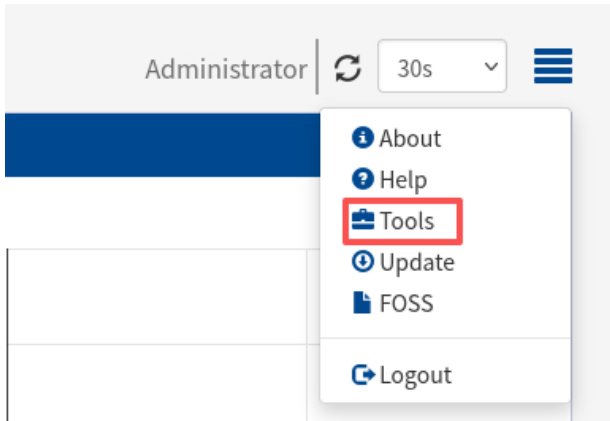 Administrator 30s
About
Help
Tools
Update
FOSS
Logout